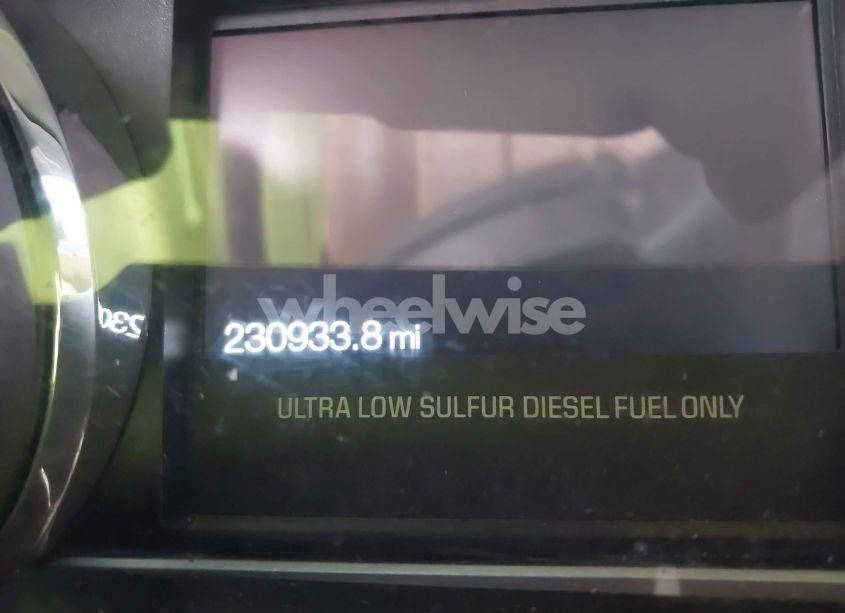 wheelwise
230933.8 mi
ULTRA LOW SULFUR DIESEL FUEL ONLY